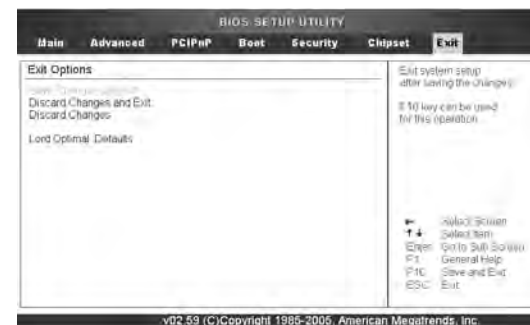 BIOS SETUP UTILITY
Main Advanced PCIPnP Boot Security Chipset Exit
Exit Options
Discard Changes and Exit
Discard Changes
Lord Optimal Defaults
Exit system setup
after saving the changes
F10 key can be used
for this operation
Select Screen
Select Item
Enter Go to Sub Screen
F1 General Help
F10 Save and Exit
ESC Exit
v02.59 (C)Copyright 1985-2005, American Megatrends, Inc.